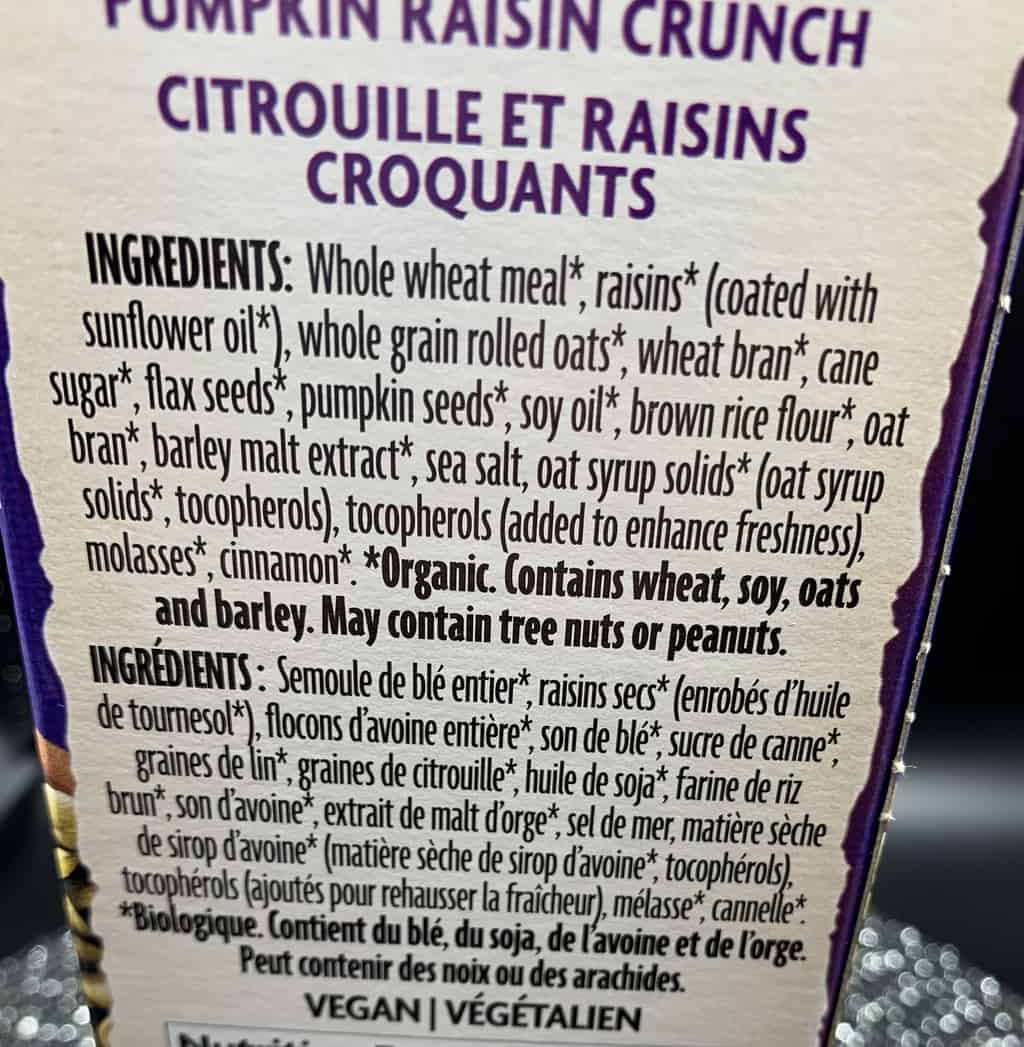 PUMPKIN RAISIN CRUNCH
CITROUILLE ET RAISINS
CROQUANTS
INGREDIENTS: Whole wheat meal*, raisins* (coated with
sunflower oil*), whole grain rolled oats*, wheat bran*, cane
sugar*, flax seeds*, pumpkin seeds*, soy oil*, brown rice flour*, oat
bran*, barley malt extract*, sea salt, oat syrup solids* (oat syrup
solids*, tocopherols), tocopherols (added to enhance freshness),
molasses*, cinnamon*. *Organic. Contains wheat, soy, oats
and barley. May contain tree nuts or peanuts.
INGRÉDIENTS : Semoule de blé entier*, raisins secs* (enrobés d'huile
de tournesol*), flocons d'avoine entière*, son de blé*, sucre de canne*,
graines de lin*, graines de citrouille*, huile de soja*, farine de riz
brun*, son d'avoine*, extrait de malt d'orge*, sel de mer, matière sèche
de sirop d'avoine* (matière sèche de sirop d'avoine*, tocophérols),
tocophérols (ajoutés pour rehausser la fraîcheur), mélasse*, cannelle*.
*Biologique. Contient du blé, du soja, de l'avoine et de l'orge.
Peut contenir des noix ou des arachides.
VEGAN | VÉGÉTALIEN